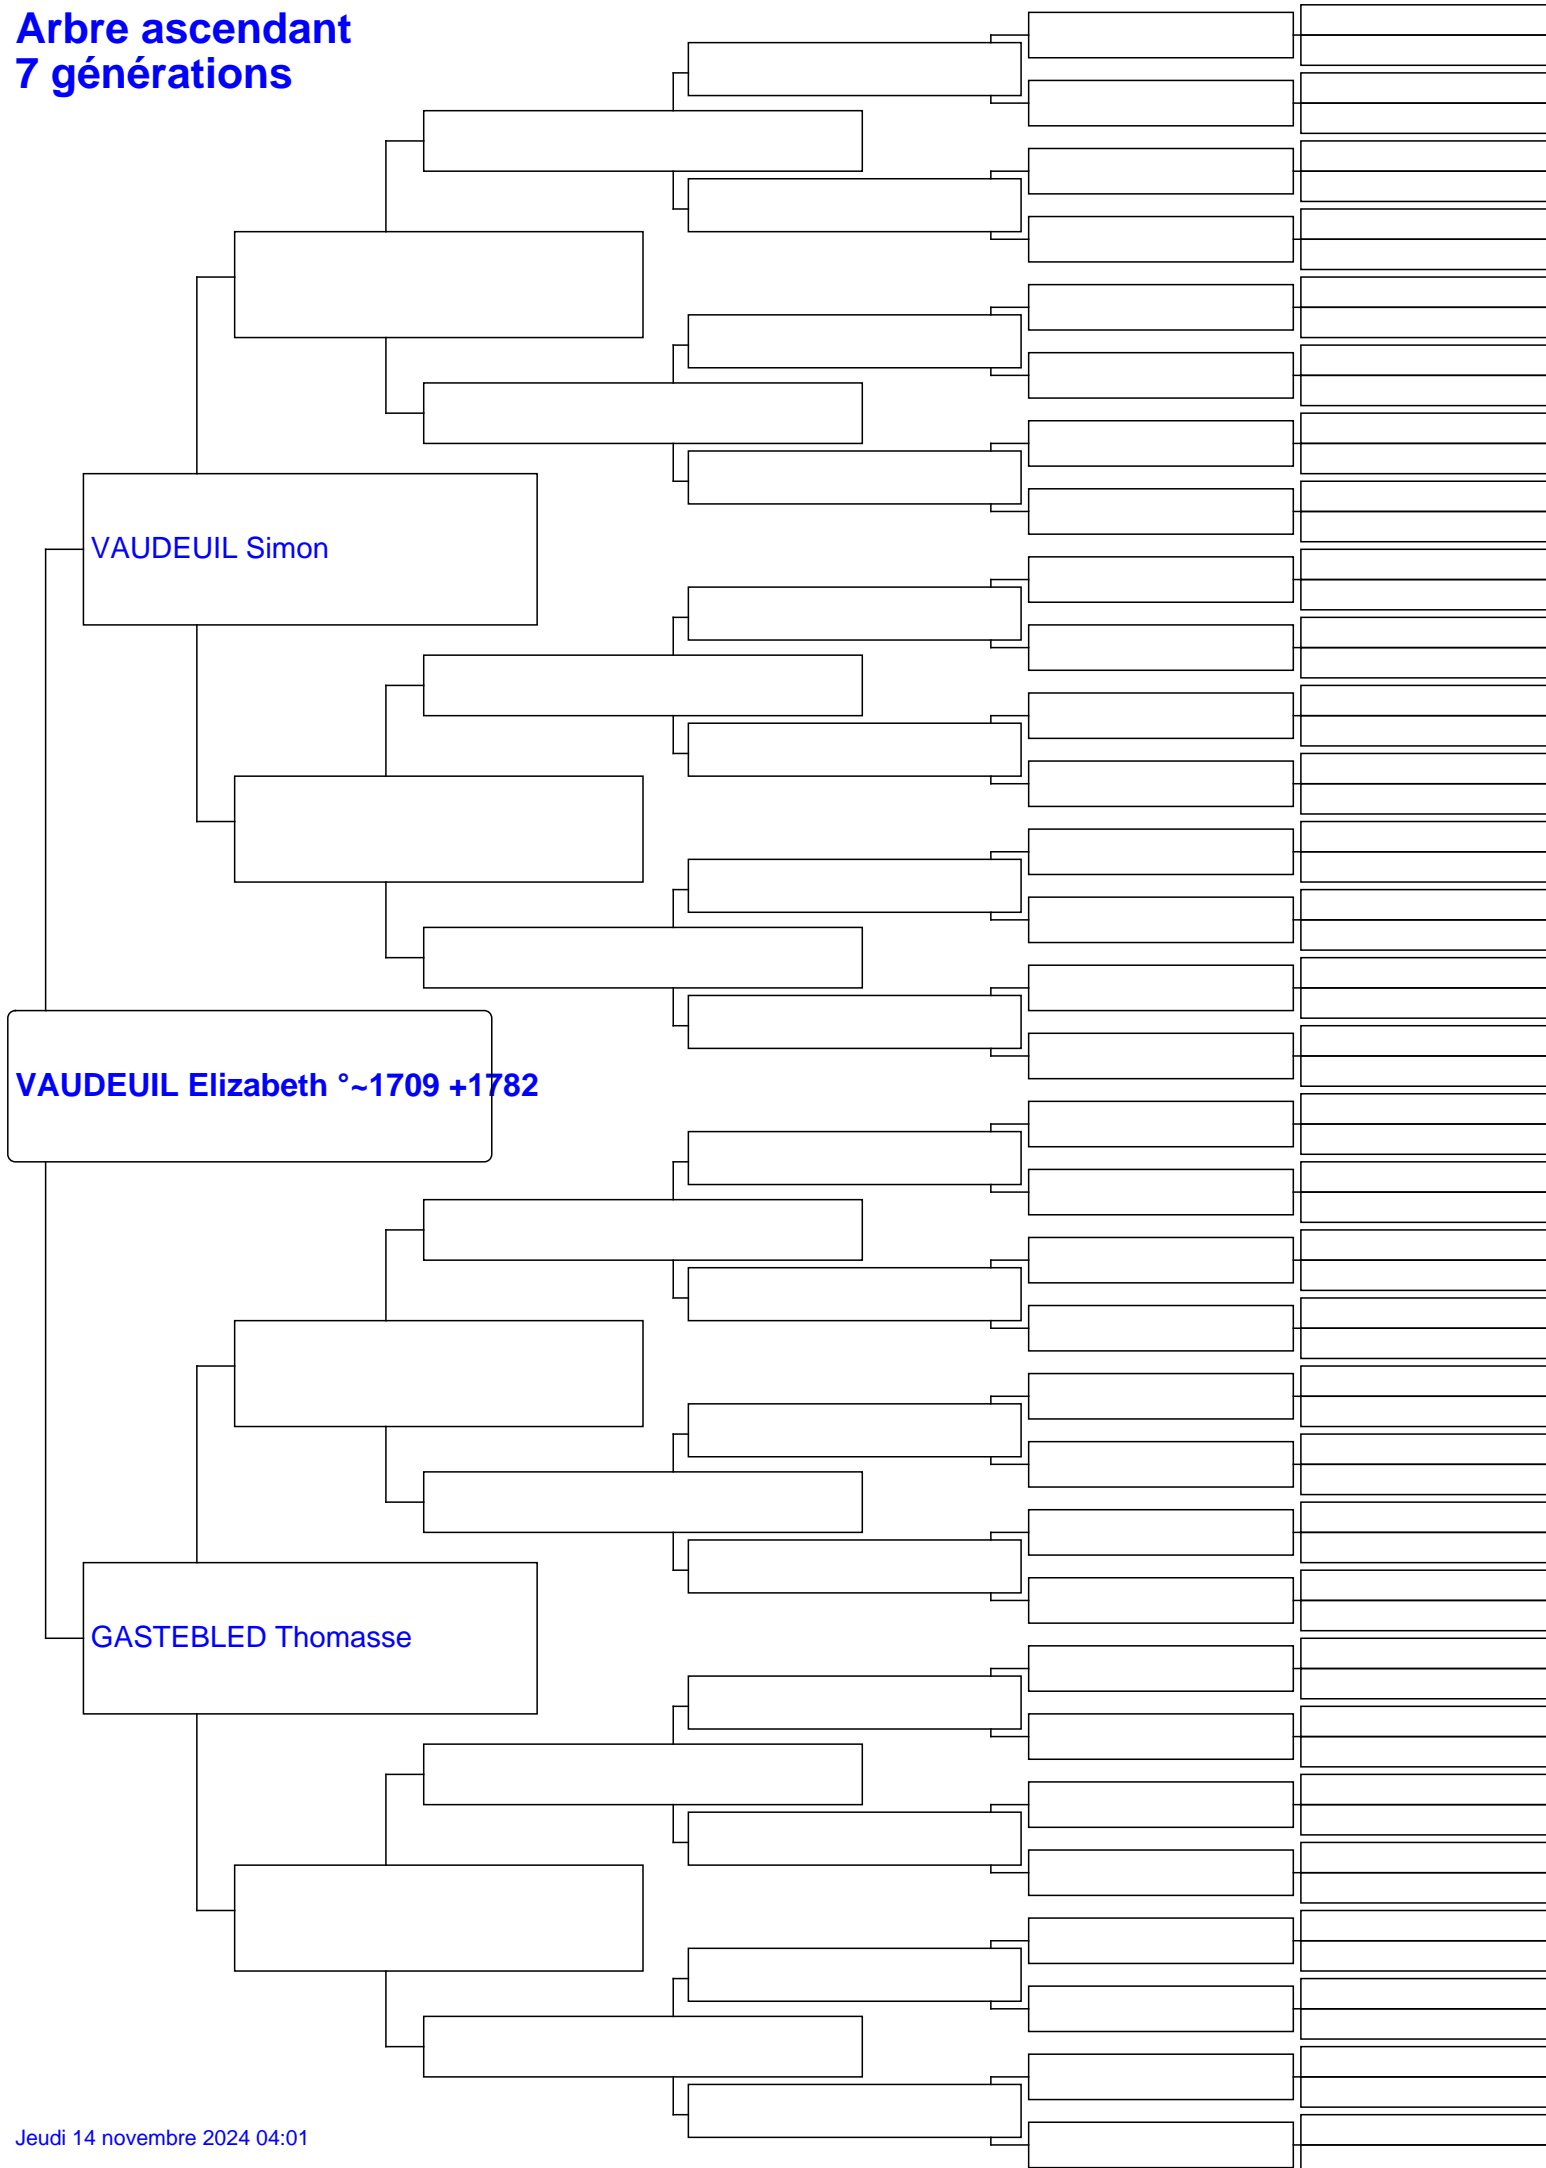 Arbre ascendant
7 générations
VAUDEUIL Simon
VAUDEUIL Elizabeth °~1709 +1782
GASTEBLED Thomasse
Jeudi 14 novembre 2024 04:01